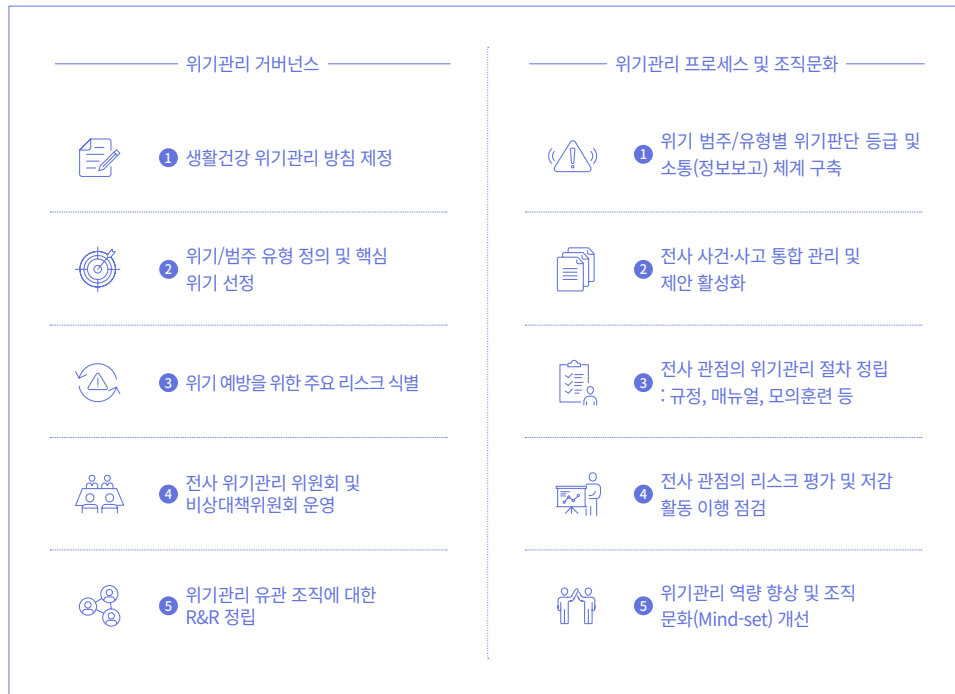 위기관리 거버넌스
1 생활건강 위기관리 방침 제정
2 위기/범주 유형 정의 및 핵심
위기 선정
3 위기 예방을 위한 주요 리스크 식별
4 전사 위기관리 위원회 및
비상대책위원회 운영
5 위기관리 유관 조직에 대한
R&R 정립
위기관리 프로세스 및 조직문화
1 위기 범주/유형별 위기판단 등급 및
소통(정보보고) 체계 구축
2 전사 사건·사고 통합 관리 및
제안 활성화
3 전사 관점의 위기관리 절차 정립
: 규정, 매뉴얼, 모의훈련 등
4 전사 관점의 리스크 평가 및 저감
활동 이행 점검
5 위기관리 역량 향상 및 조직
문화(Mind-set) 개선